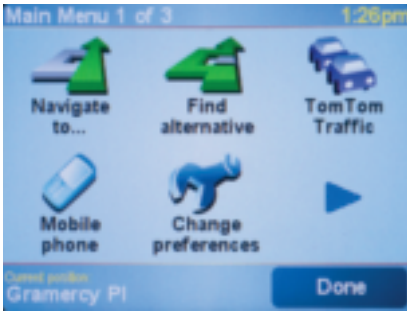 Main Menu 1 of 3
1:26pm
Navigate to...
Find alternative
TomTom Traffic
Mobile phone
Change preferences
Current position:
Gramercy Pl
Done